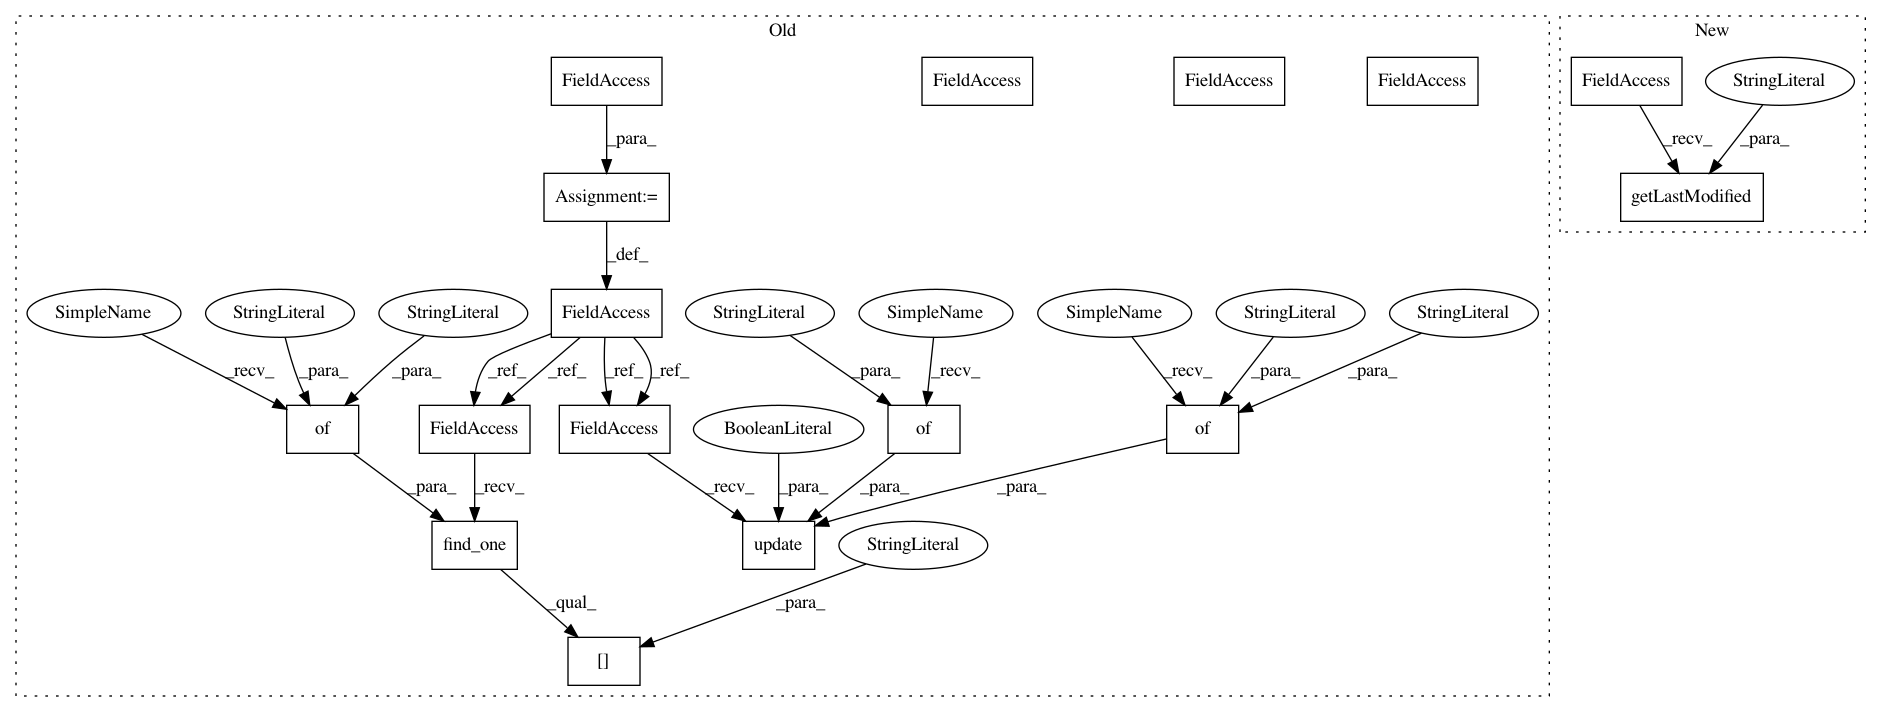 Old
New
FieldAccess
FieldAccess
FieldAccess
FieldAccess
FieldAccess
StringLiteral
_para_
_recv_
_para_
Assignment:=
getLastModified
_def_
SimpleName
StringLiteral
StringLiteral
FieldAccess
StringLiteral
SimpleName
SimpleName
StringLiteral
StringLiteral
_recv_
_para_
_para_
_ref_
_ref_
_ref_
_ref_
_para_
_recv_
_recv_
_para_
_para_
of
FieldAccess
FieldAccess
BooleanLiteral
of
of
_para_
_recv_
_recv_
_para_
_para_
_para_
find_one
update
StringLiteral
_qual_
_para_
[]